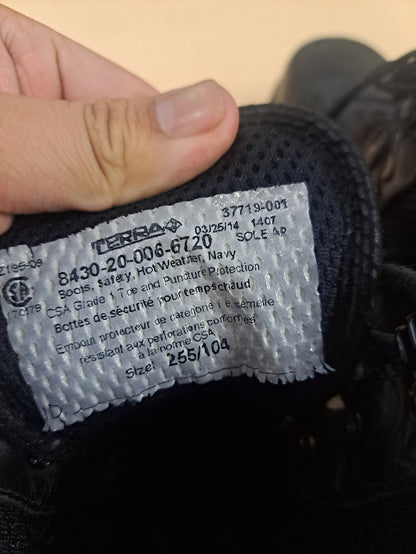 37719-001
TERRA 03/25/14 1407
Z195-09 8430-20-006-6720 SOLE AP
Boots, Safety, Hot Weather, Navy
CSA Grade 1 Toe and Puncture Protection
Bottes de sécurité pour temps chaud
Embout protecteur de catégorie 1 et semelle
résistant aux perforations conformes
à la norme CSA
Size: 255/104